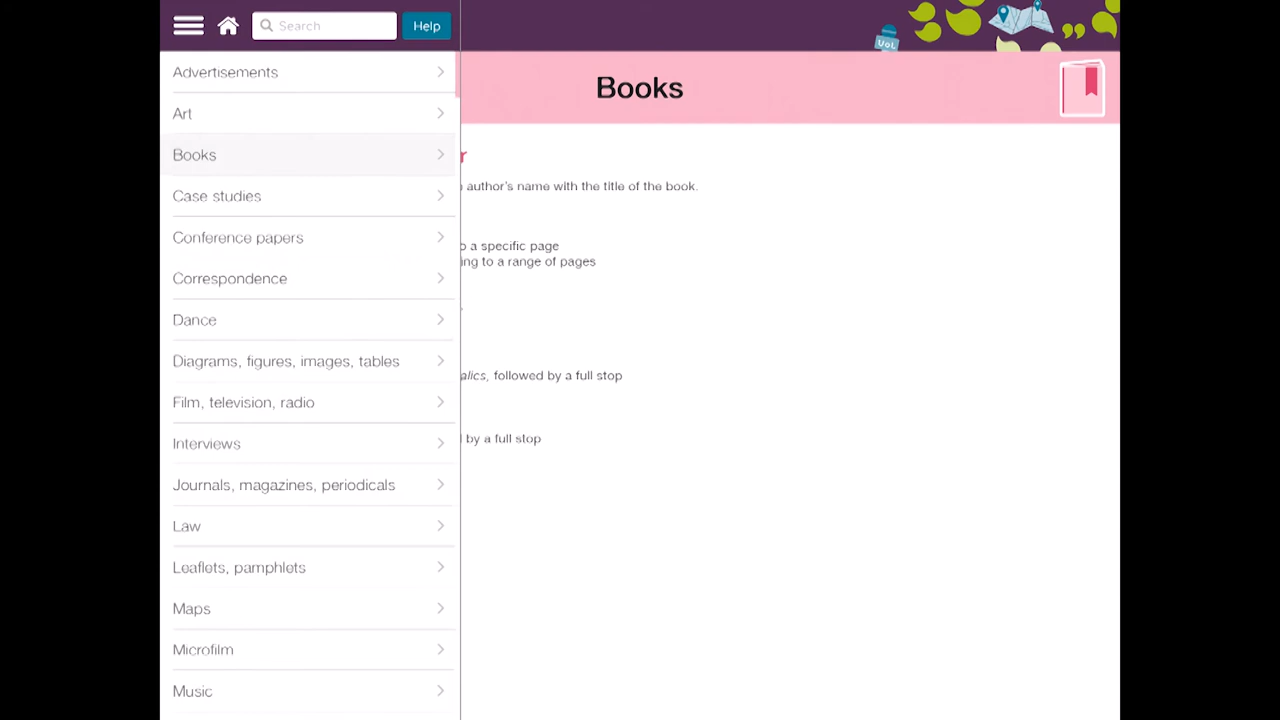 Search
Help
UoL
Books
Advertisements
Art
Books
Case studies
Conference papers
Correspondence
Dance
Diagrams, figures, images, tables
Film, television, radio
Interviews
Journals, magazines, periodicals
Law
Leaflets, pamphlets
Maps
Microfilm
Music
r
author's name with the title of the book.
o a specific page
ing to a range of pages
alics, followed by a full stop
by a full stop